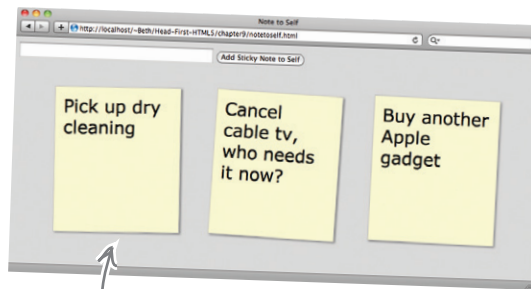 Note to Self
http://localhost/~Beth/Head-First-HTML5/chapter9/notetoself.html
Add Sticky Note to Self
Pick up dry
cleaning
Cancel
cable tv,
who needs
it now?
Buy another
Apple
gadget